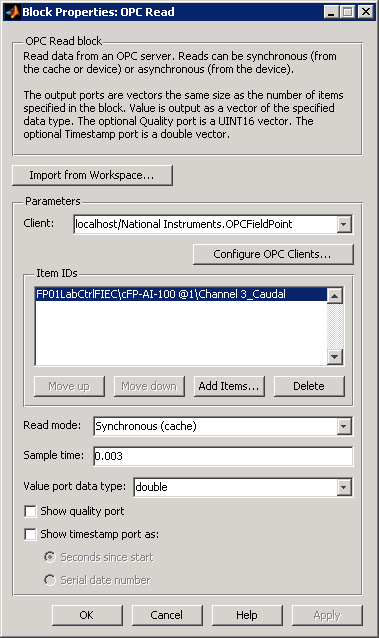 Block Properties: OPC Read
OPC Read block
Read data from an OPC server. Reads can be synchronous (from
the cache or device) or asynchronous (from the device).
The output ports are vectors the same size as the number of items
specified in the block. Value is output as a vector of the specified
data type. The optional Quality port is a UINT16 vector. The
optional Timestamp port is a double vector.
Import from Workspace...
Parameters
Client: localhost/National Instruments.OPCFieldPoint
Configure OPC Clients...
Item IDs
FP01LabCtrlFIEC\cFP-AI-100 @1\Channel 3_Caudal
Move up Move down Add Items... Delete
Read mode: Synchronous (cache)
Sample time: 0.003
Value port data type: double
Show quality port
Show timestamp port as:
Seconds since start
Serial date number
OK Cancel Help Apply